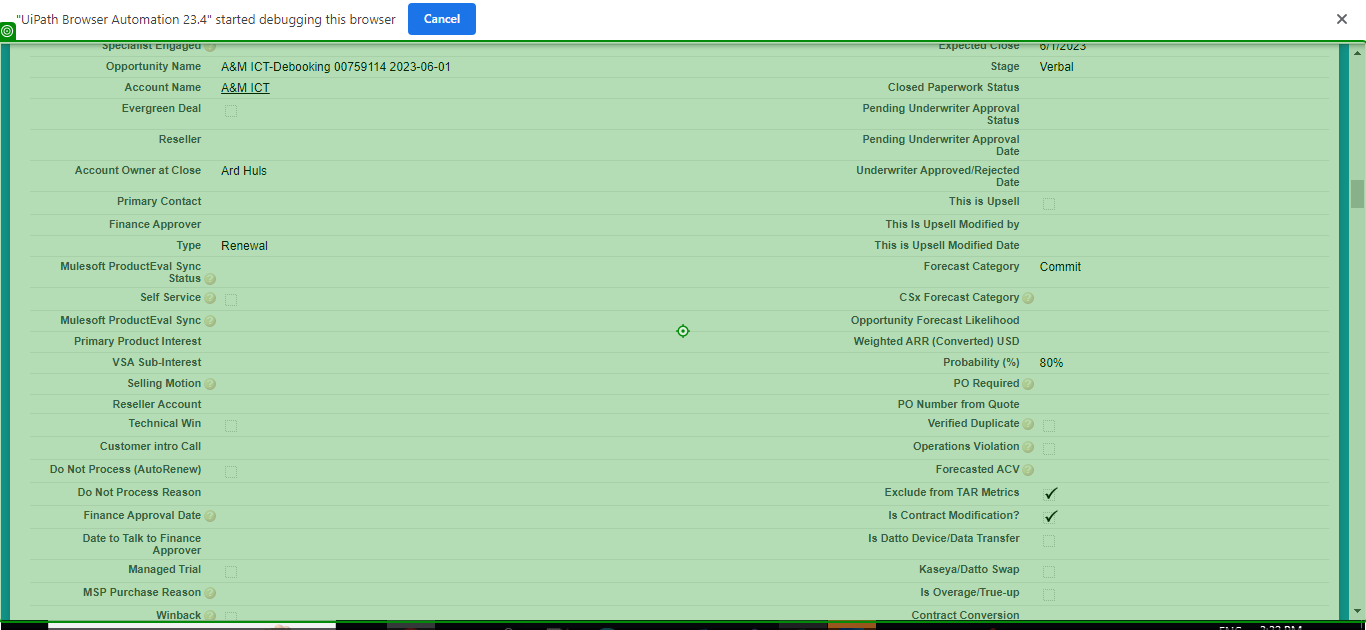 "UiPath Browser Automation 23.4" started debugging this browser Cancel
Specialist Engaged
Expected Close 6/1/2023
Opportunity Name A&M ICT-Debooking 00759114 2023-06-01
Stage Verbal
Account Name A&M ICT
Closed Paperwork Status
Evergreen Deal
Pending Underwriter Approval
Status
Reseller
Pending Underwriter Approval
Date
Account Owner at Close Ard Huls
Underwriter Approved/Rejected
Date
Primary Contact
This is Upsell
Finance Approver
This Is Upsell Modified by
Type Renewal
This is Upsell Modified Date
Mulesoft ProductEval Sync
Status
Forecast Category Commit
Self Service
CSx Forecast Category
Mulesoft ProductEval Sync
Opportunity Forecast Likelihood
Primary Product Interest
Weighted ARR (Converted) USD
VSA Sub-Interest
Probability (%) 80%
Selling Motion
PO Required
Reseller Account
PO Number from Quote
Technical Win
Verified Duplicate
Customer intro Call
Operations Violation
Do Not Process (AutoRenew)
Forecasted ACV
Do Not Process Reason
Exclude from TAR Metrics
Finance Approval Date
Is Contract Modification?
Date to Talk to Finance
Approver
Is Datto Device/Data Transfer
Managed Trial
Kaseya/Datto Swap
MSP Purchase Reason
Is Overage/True-up
Winback
Contract Conversion